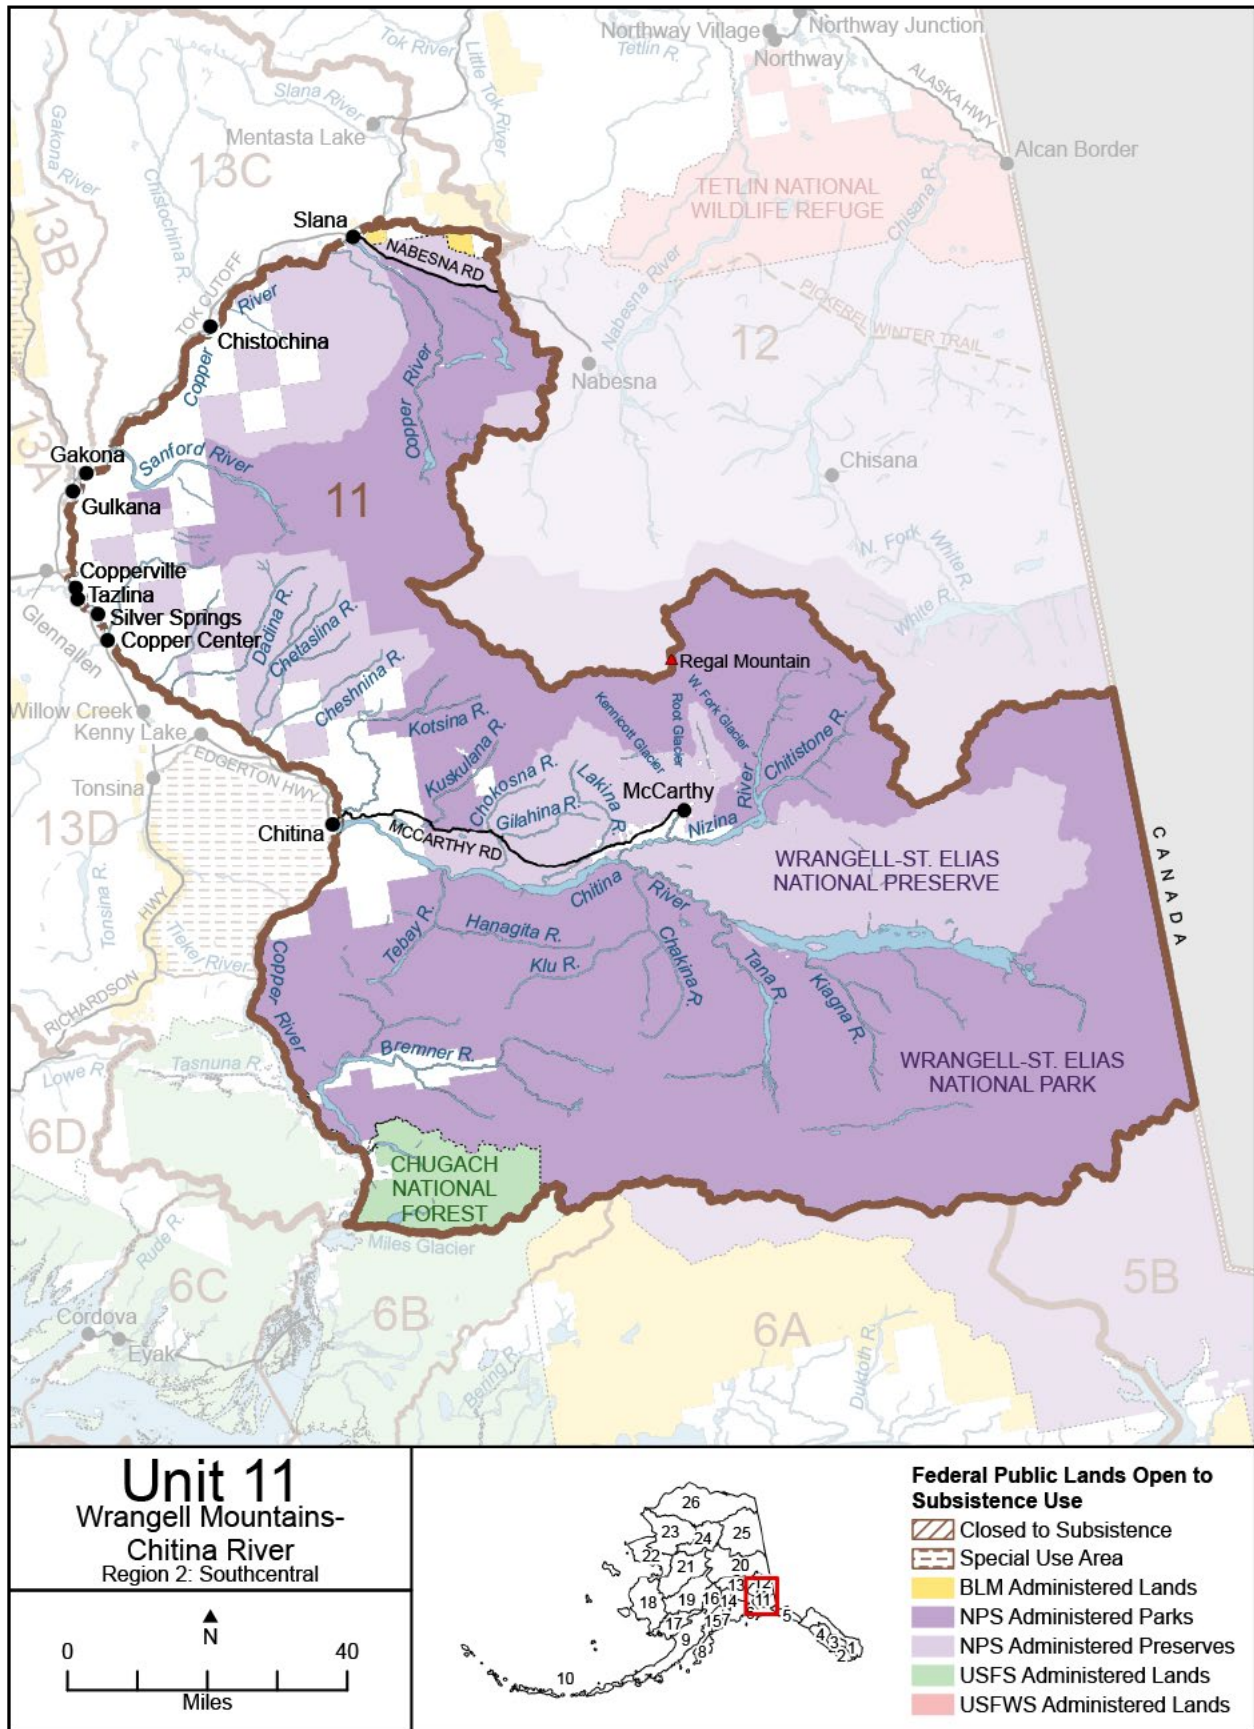 Northway Village
Northway Junction
Northway
Tok River
Tetlin R.
Little Tok River
ALASKA HWY
Slana River
Gakona River
Mentasta Lake
Alcan Border
13C
Chistochina R.
TETLIN NATIONAL
WILDLIFE REFUGE
Chisana R.
13B
Slana
NABESNA RD
TOK CUTOFF
Copper River
Nabesna River
PICKEREL WINTER TRAIL
12
Chistochina
Nabesna
Copper River
13A
Gakona
Sanford River
Chisana
Gulkana
11
N. Fork White R.
Copperville
Tazlina
Silver Springs
Copper Center
Glennallen
Dadina R.
Chetaslina R.
White R.
Cheshnina R.
Regal Mountain
Willow Creek
Kenny Lake
Kotsina R.
Kennicott Glacier
Root Glacier
W. Fork Glacier
Chitistone R.
EDGERTON HWY
Kuskulana R.
Chokosna R.
Lakina R.
Gilahina R.
Tonsina
McCarthy
Nizina River
13D
Chitina
MCCARTHY RD
CANADA
WRANGELL-ST. ELIAS
NATIONAL PRESERVE
Chitina River
Tonsina R.
RICHARDSON HWY
Tiekel River
Copper River
Tebay R.
Hanagita R.
Klu R.
Chakina R.
Tana R.
Kiagna R.
Bremner R.
Tasnuna R.
Lowe R.
WRANGELL-ST. ELIAS
NATIONAL PARK
6D
CHUGACH
NATIONAL
FOREST
Miles Glacier
Rude R.
6C
6B
5B
6A
Cordova
Eyak
Bering R.
Duktoth R.
Unit 11
Wrangell Mountains-
Chitina River
Region 2: Southcentral
N
0 40
Miles
26
23
24
25
22
21
20
18
19
16
13
12
14
11
17
15
7
6
5
9
8
10
4
3
1
2
Federal Public Lands Open to
Subsistence Use
Closed to Subsistence
Special Use Area
BLM Administered Lands
NPS Administered Parks
NPS Administered Preserves
USFS Administered Lands
USFWS Administered Lands